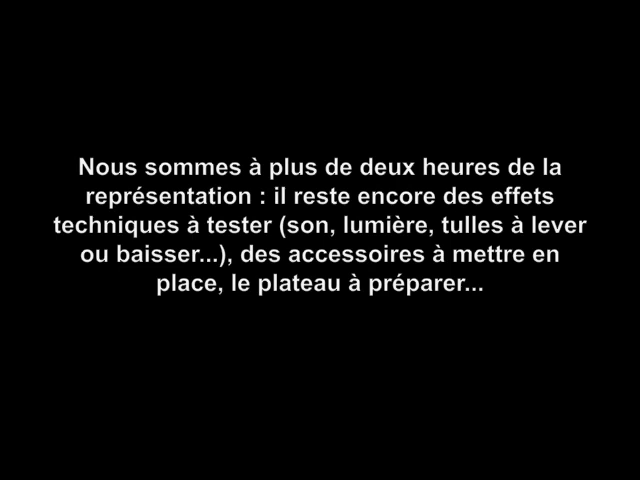 Nous sommes à plus de deux heures de la
représentation : il reste encore des effets
techniques à tester (son, lumière, tulles à lever
ou baisser...), des accessoires à mettre en
place, le plateau à préparer...